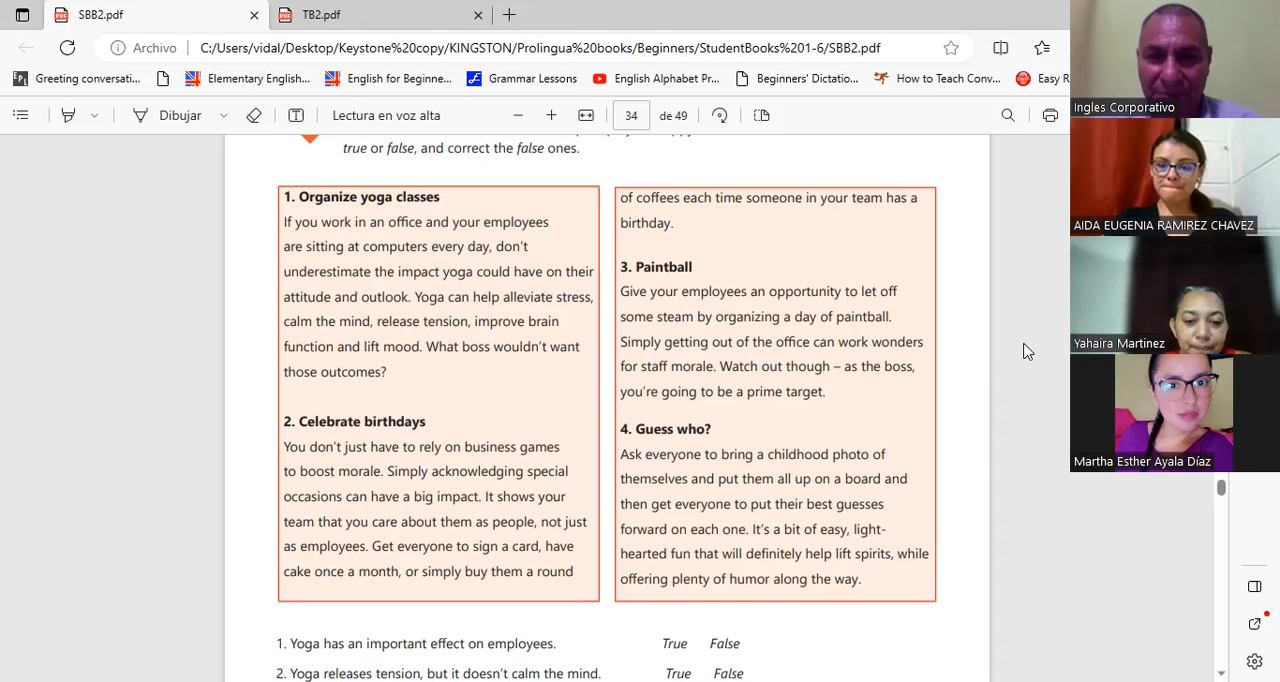 SBB2.pdf
TB2.pdf
Archivo
C:/Users/vidal/Desktop/Keystone%20copy/KINGSTON/Prolingua%20books/Beginners/StudentBooks%201-6/SBB2.pdf
Greeting conversati...
Elementary English...
English for Beginne...
Grammar Lessons
English Alphabet Pr...
Beginners' Dictatio...
How to Teach Conv...
Easy R
Dibujar
Lectura en voz alta
34
de 49
true or false, and correct the false ones.
1. Organize yoga classes
If you work in an office and your employees
are sitting at computers every day, don't
underestimate the impact yoga could have on their
attitude and outlook. Yoga can help alleviate stress,
calm the mind, release tension, improve brain
function and lift mood. What boss wouldn't want
those outcomes?
2. Celebrate birthdays
You don't just have to rely on business games
to boost morale. Simply acknowledging special
occasions can have a big impact. It shows your
team that you care about them as people, not just
as employees. Get everyone to sign a card, have
cake once a month, or simply buy them a round
of coffees each time someone in your team has a
birthday.
3. Paintball
Give your employees an opportunity to let off
some steam by organizing a day of paintball.
Simply getting out of the office can work wonders
for staff morale. Watch out though – as the boss,
you're going to be a prime target.
4. Guess who?
Ask everyone to bring a childhood photo of
themselves and put them all up on a board and
then get everyone to put their best guesses
forward on each one. It's a bit of easy, light-
hearted fun that will definitely help lift spirits, while
offering plenty of humor along the way.
1. Yoga has an important effect on employees. True False
2. Yoga releases tension, but it doesn't calm the mind. True False
Ingles Corporativo
AIDA EUGENIA RAMIREZ CHAVEZ
Yahaira Martinez
Martha Esther Ayala Díaz